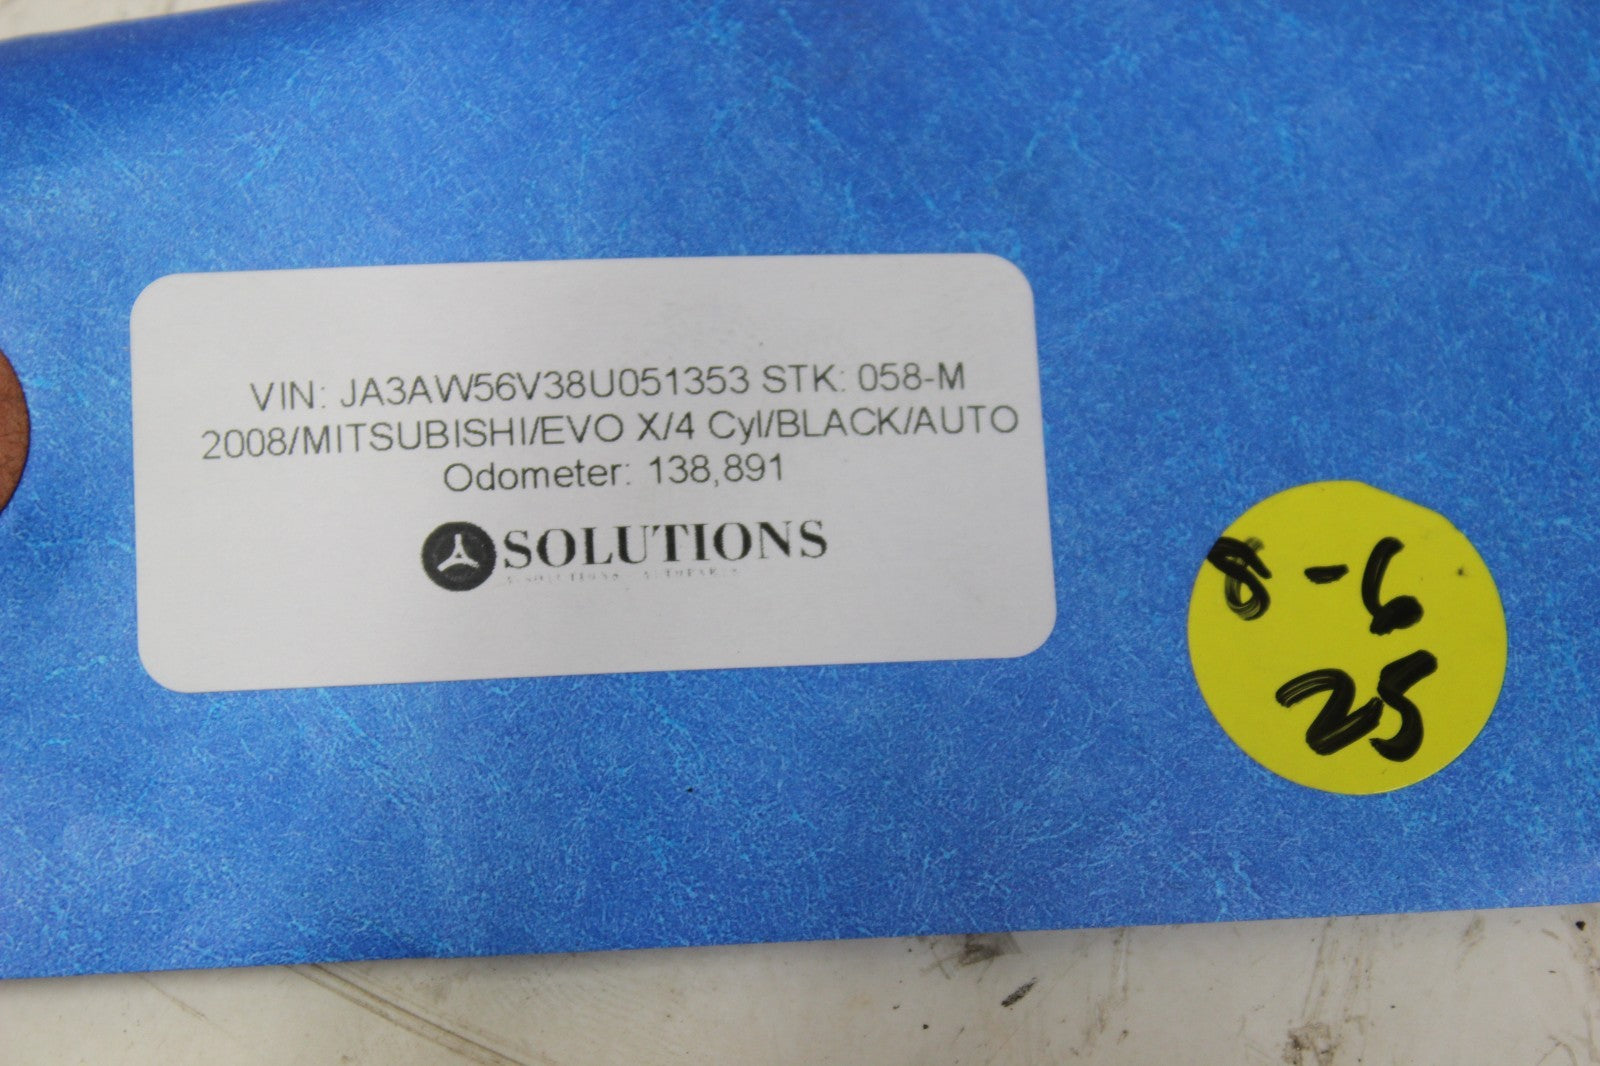 VIN: JA3AW56V38U051353 STK: 058-M
2008/MITSUBISHI/EVO X/4 Cyl/BLACK/AUTO
Odometer: 138,891
SOLUTIONS
8-6
25